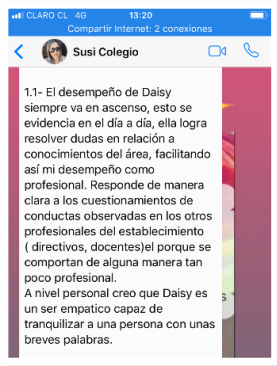 CLARO CL 4G 13:20
Compartir Internet: 2 conexiones
Susi Colegio
1.1- El desempeño de Daisy
siempre va en ascenso, esto se
evidencia en el día a día, ella logra
resolver dudas en relación a
conocimientos del área, facilitando
así mi desempeño como
profesional. Responde de manera
clara a los cuestionamientos de
conductas observadas en los otros
profesionales del establecimiento
( directivos, docentes)el porque se
comportan de alguna manera tan
poco profesional.
A nivel personal creo que Daisy es
un ser empatico capaz de
tranquilizar a una persona con unas
breves palabras.